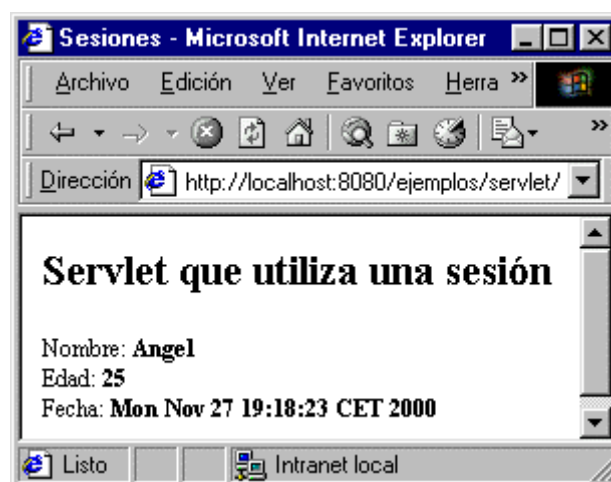 Sesiones - Microsoft Internet Explorer
Archivo Edición Ver Favoritos Herra »
»
Dirección http://localhost:8080/ejemplos/servlet/
Servlet que utiliza una sesión
Nombre: Angel
Edad: 25
Fecha: Mon Nov 27 19:18:23 CET 2000
Listo Intranet local